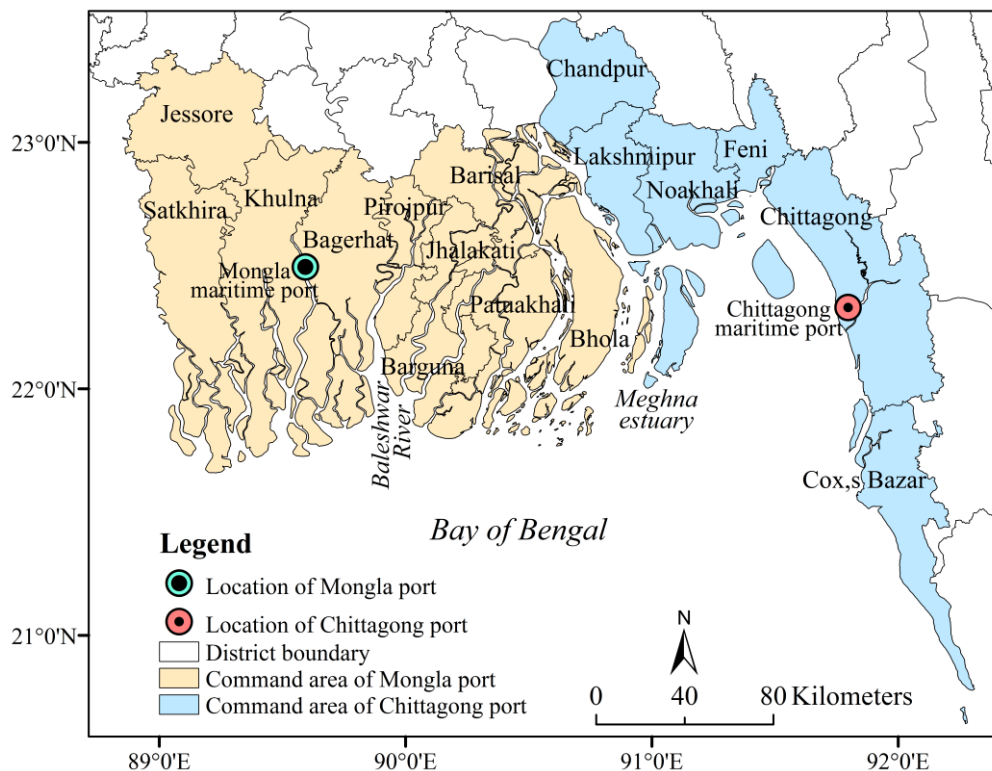 Chandpur
Jessore
23°0'N
Lakshmipur
Feni
Barisal
Noakhali
Khulna
Satkhira
Pirojpur
Chittagong
Bagerhat
Jhalakati
Mongla
maritime port
Patuakhali
Chittagong
maritime port
Bhola
Barguna
22°0'N
Meghna
estuary
Baleshwar
River
Cox,s Bazar
Bay of Bengal
Legend
Location of Mongla port
Location of Chittagong port
District boundary
Command area of Mongla port
Command area of Chittagong port
N
0 40 80 Kilometers
21°0'N
89°0'E 90°0'E 91°0'E 92°0'E